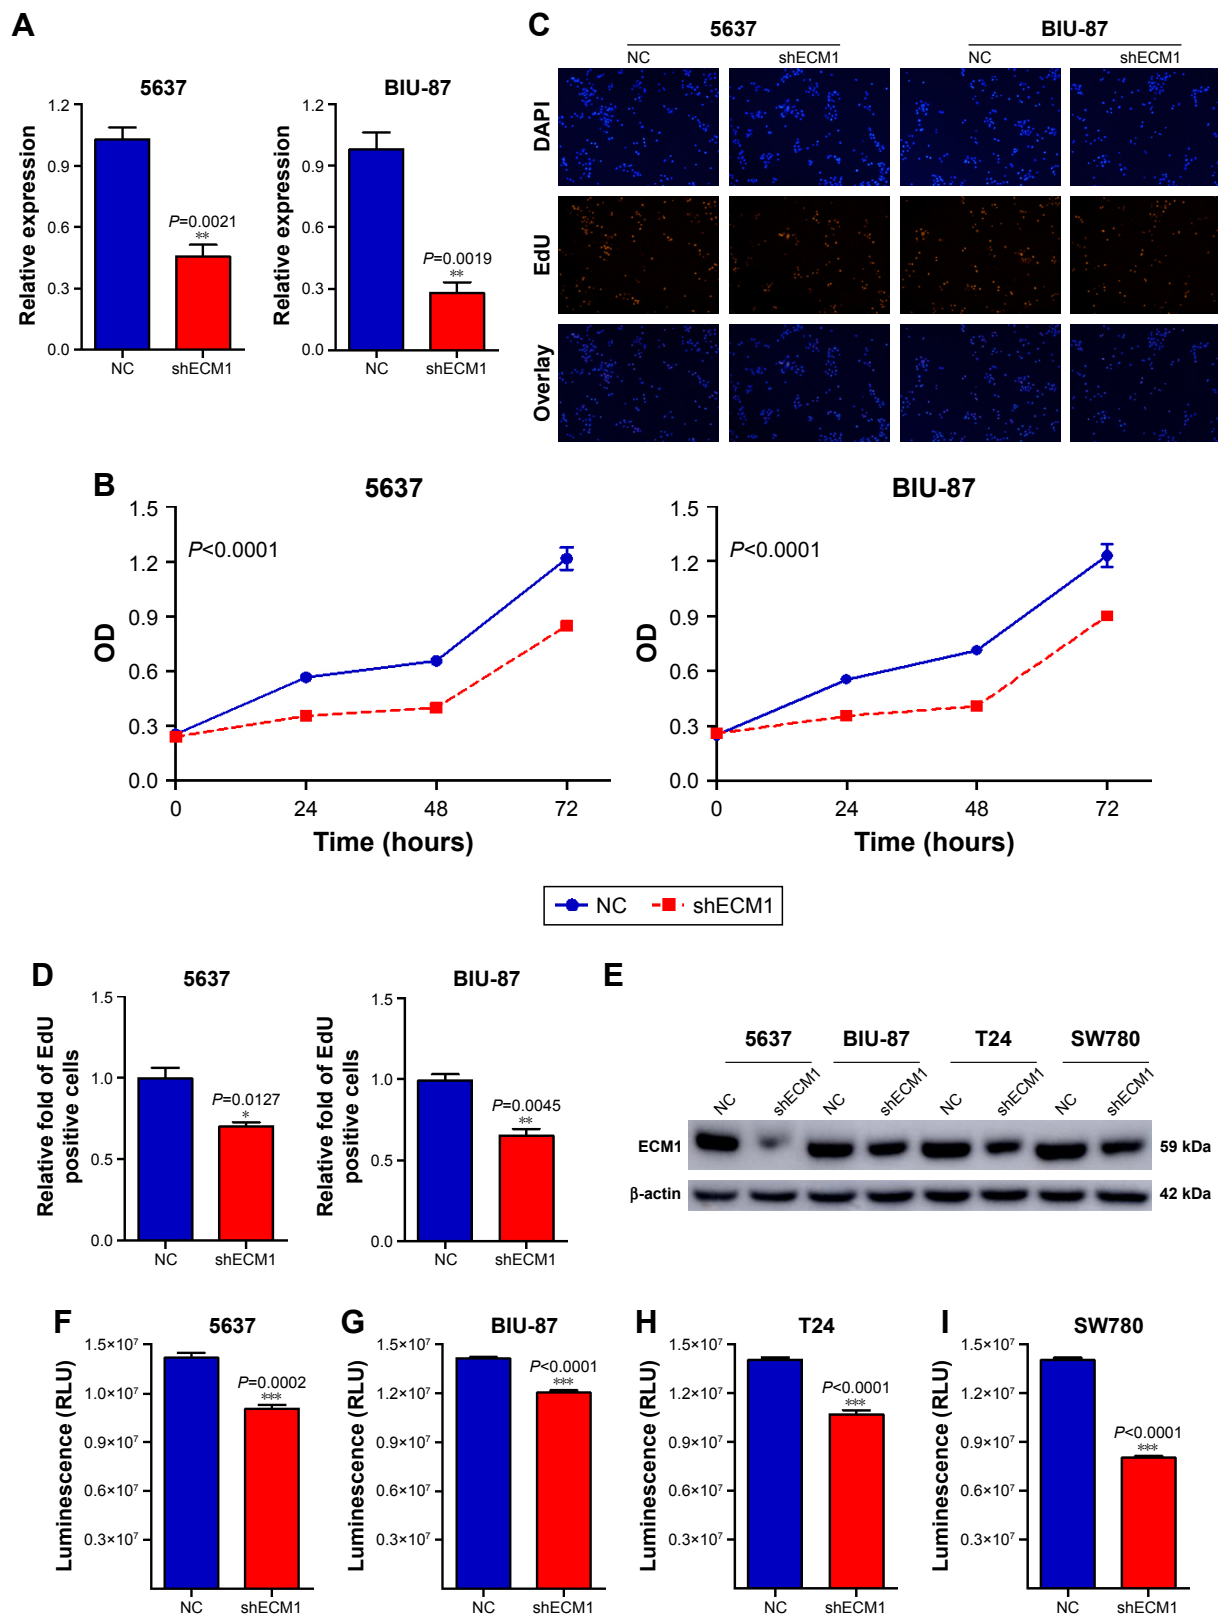 A
5637
Relative expression
1.2
0.9
0.6
0.3
0.0
P=0.0021
**
NC
shECM1
BIU-87
Relative expression
1.2
0.9
0.6
0.3
0.0
P=0.0019
**
NC
shECM1
C
5637
BIU-87
NC
shECM1
NC
shECM1
DAPI
EdU
Overlay
B
5637
OD
1.5
1.2
0.9
0.6
0.3
0.0
P<0.0001
0
24
48
72
Time (hours)
BIU-87
OD
1.5
1.2
0.9
0.6
0.3
0.0
P<0.0001
0
24
48
72
Time (hours)
NC
shECM1
D
5637
Relative fold of EdU
positive cells
1.5
1.0
0.5
0.0
P=0.0127
*
NC
shECM1
BIU-87
Relative fold of EdU
positive cells
1.5
1.0
0.5
0.0
P=0.0045
**
NC
shECM1
E
5637
BIU-87
T24
SW780
NC
shECM1
NC
shECM1
NC
shECM1
NC
shECM1
ECM1
59 kDa
β-actin
42 kDa
F
5637
Luminescence (RLU)
1.5×10⁷
1.0×10⁷
0.9×10⁷
0.6×10⁷
0.3×10⁷
P=0.0002
***
NC
shECM1
G
BIU-87
Luminescence (RLU)
1.5×10⁷
1.2×10⁷
0.9×10⁷
0.6×10⁷
0.3×10⁷
P<0.0001
***
NC
shECM1
H
T24
Luminescence (RLU)
1.5×10⁷
1.2×10⁷
0.9×10⁷
0.6×10⁷
0.3×10⁷
P<0.0001
***
NC
shECM1
I
SW780
Luminescence (RLU)
1.5×10⁷
1.2×10⁷
0.9×10⁷
0.6×10⁷
0.3×10⁷
P<0.0001
***
NC
shECM1